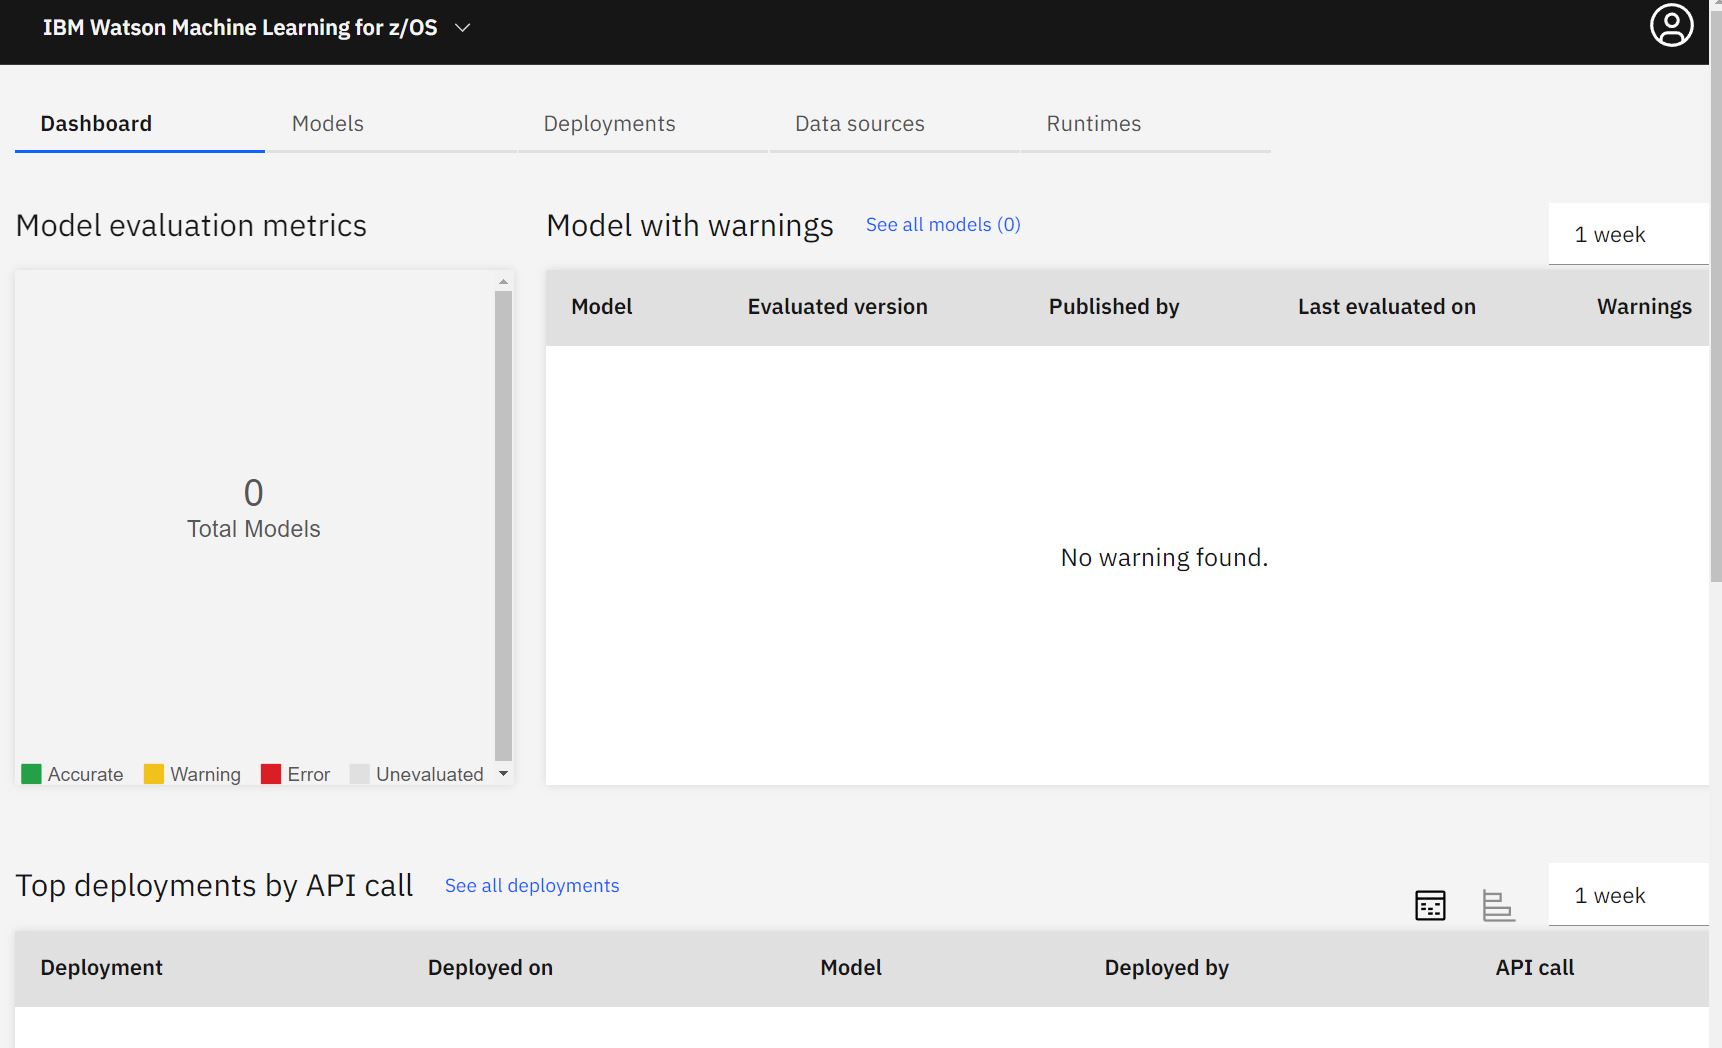 IBM Watson Machine Learning for z/OS
Dashboard Models Deployments Data sources Runtimes
Model evaluation metrics
0
Total Models
Accurate Warning Error Unevaluated
Model with warnings See all models (0) 1 week
Model Evaluated version Published by Last evaluated on Warnings
No warning found.
Top deployments by API call See all deployments 1 week
Deployment Deployed on Model Deployed by API call